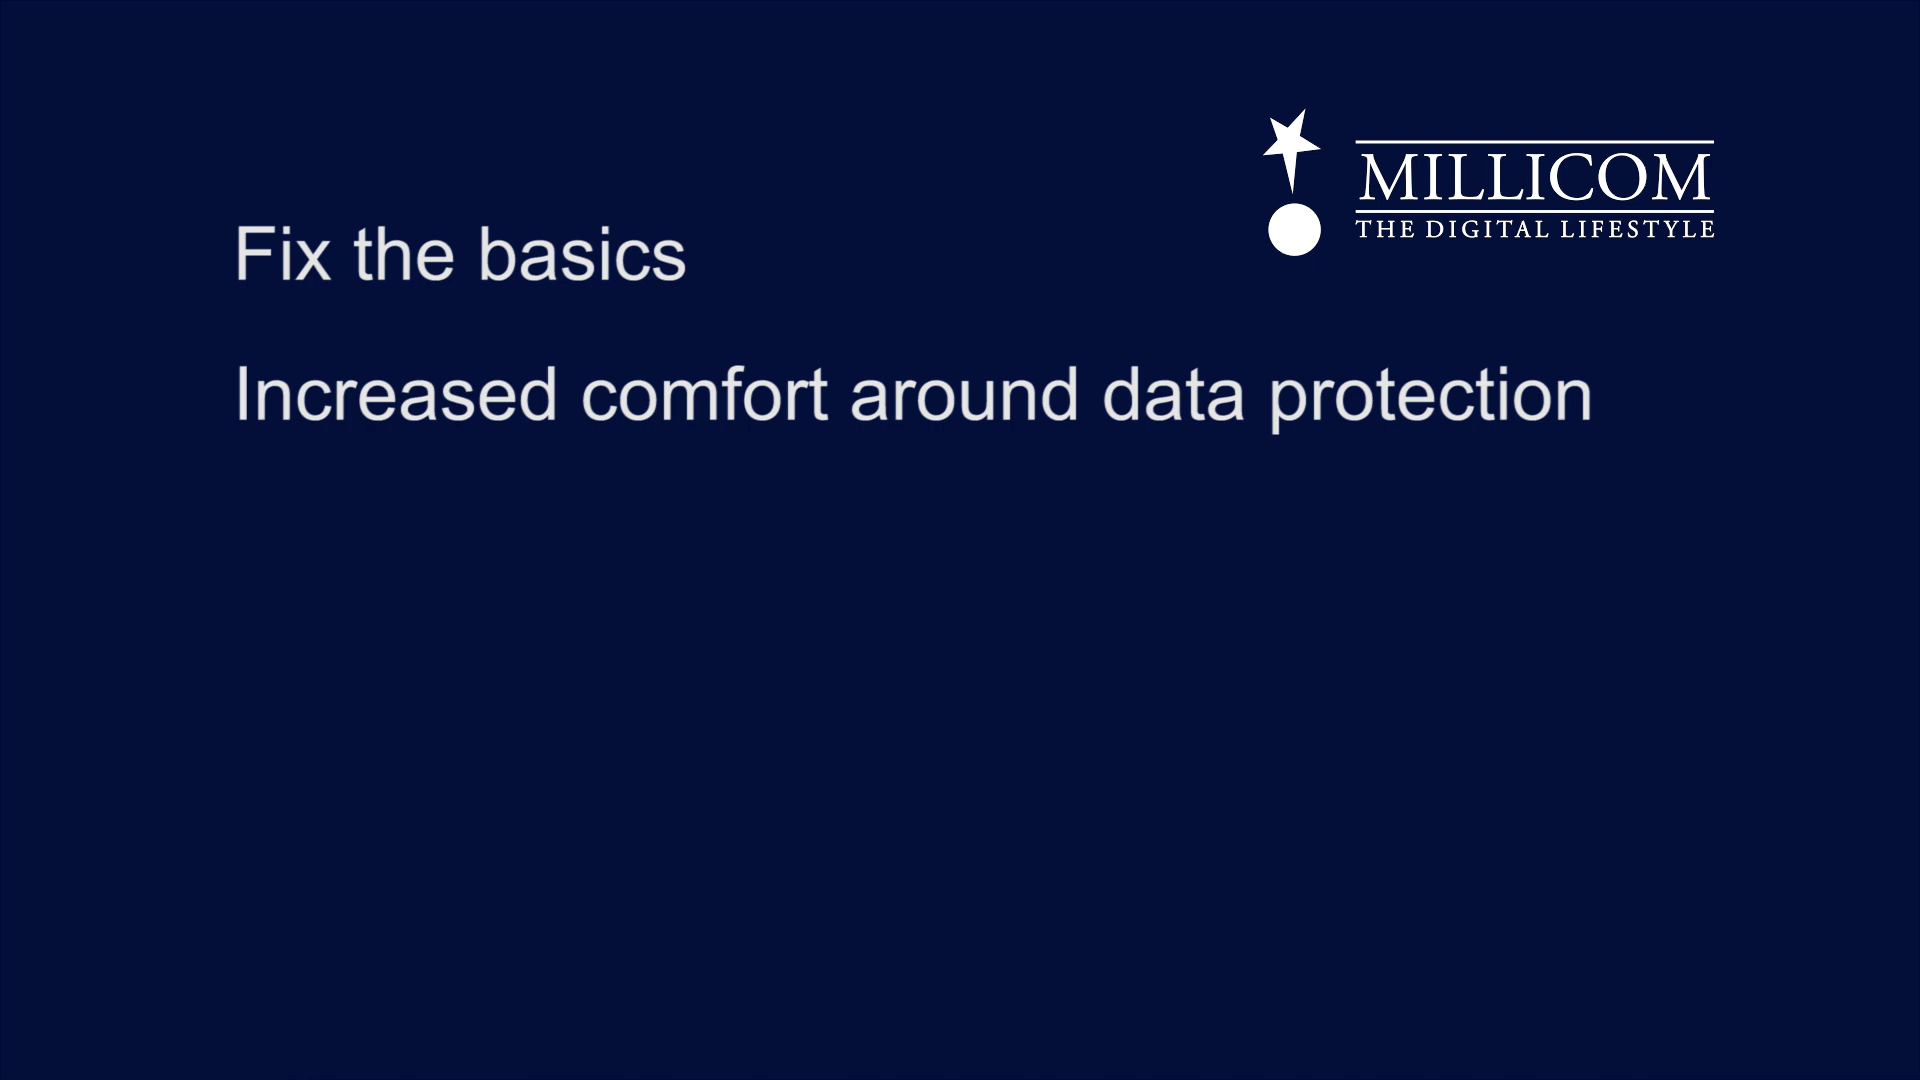 MILLICOM
THE DIGITAL LIFESTYLE
Fix the basics
Increased comfort around data protection